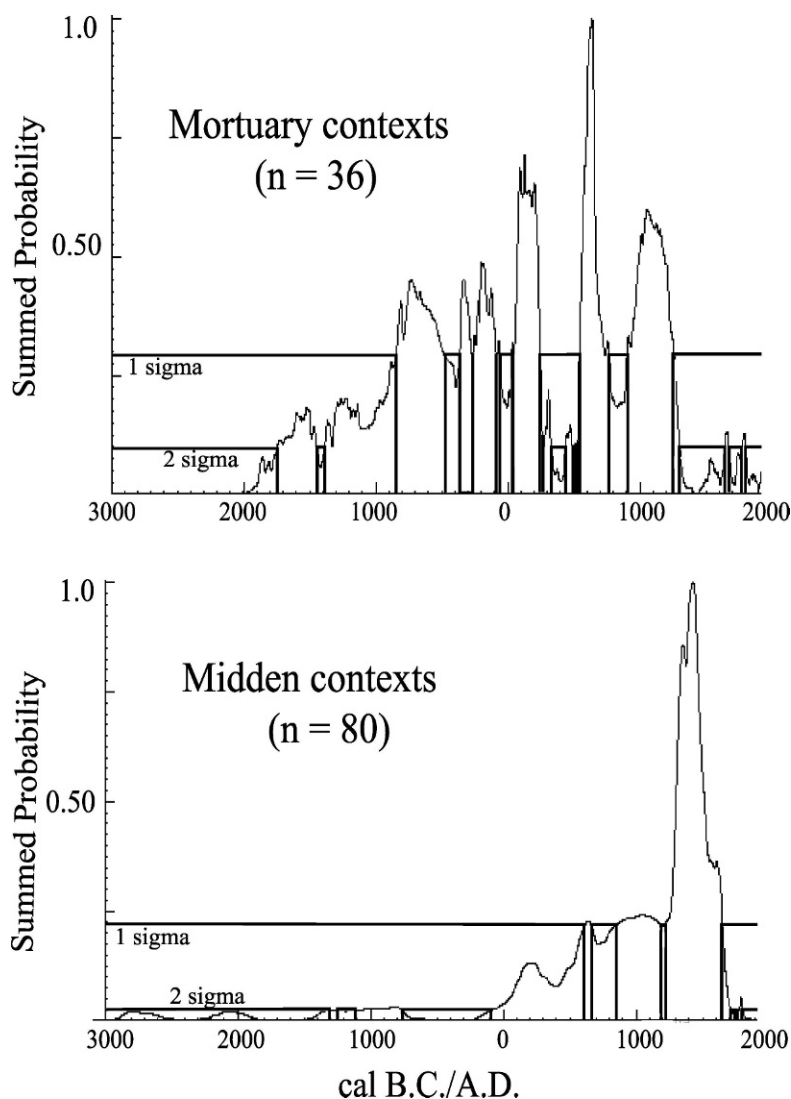 1.0
Mortuary contexts
(n = 36)
Summed Probability
0.50
1 sigma
2 sigma
3000 2000 1000 0 1000 2000
1.0
Midden contexts
(n = 80)
Summed Probability
0.50
1 sigma
2 sigma
3000 2000 1000 0 1000 2000
cal B.C./A.D.